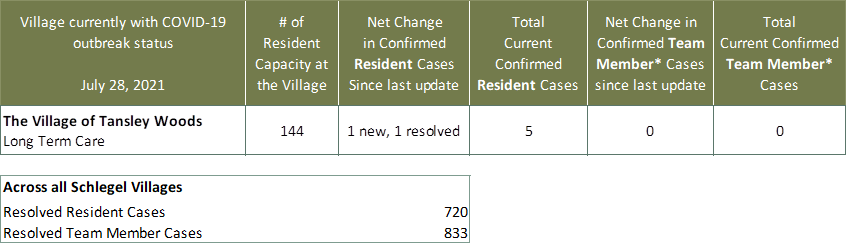 Village currently with COVID-19
outbreak status
July 28, 2021
# of
Resident
Capacity at
the Village
Net Change
in Confirmed
Resident Cases
Since last update
Total
Current
Confirmed
Resident Cases
Net Change in
Confirmed Team
Member* Cases
since last update
Total
Current Confirmed
Team Member*
Cases
The Village of Tansley Woods
Long Term Care
144
1 new, 1 resolved
5
0
0
Across all Schlegel Villages
Resolved Resident Cases 720
Resolved Team Member Cases 833